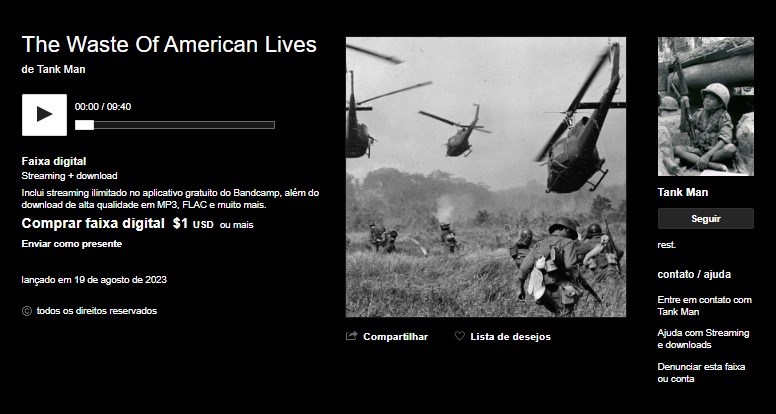 The Waste Of American Lives
de Tank Man
00:00 / 09:40
Faixa digital
Streaming + download
Inclui streaming ilimitado no aplicativo gratuito do Bandcamp, além do
download de alta qualidade em MP3, FLAC e muito mais.
Comprar faixa digital $1 USD ou mais
Enviar como presente
lançado em 19 de agosto de 2023
© todos os direitos reservados
Compartilhar
Lista de desejos
Tank Man
Seguir
rest.
contato / ajuda
Entre em contato com
Tank Man
Ajuda com Streaming
e downloads
Denunciar esta faixa
ou conta